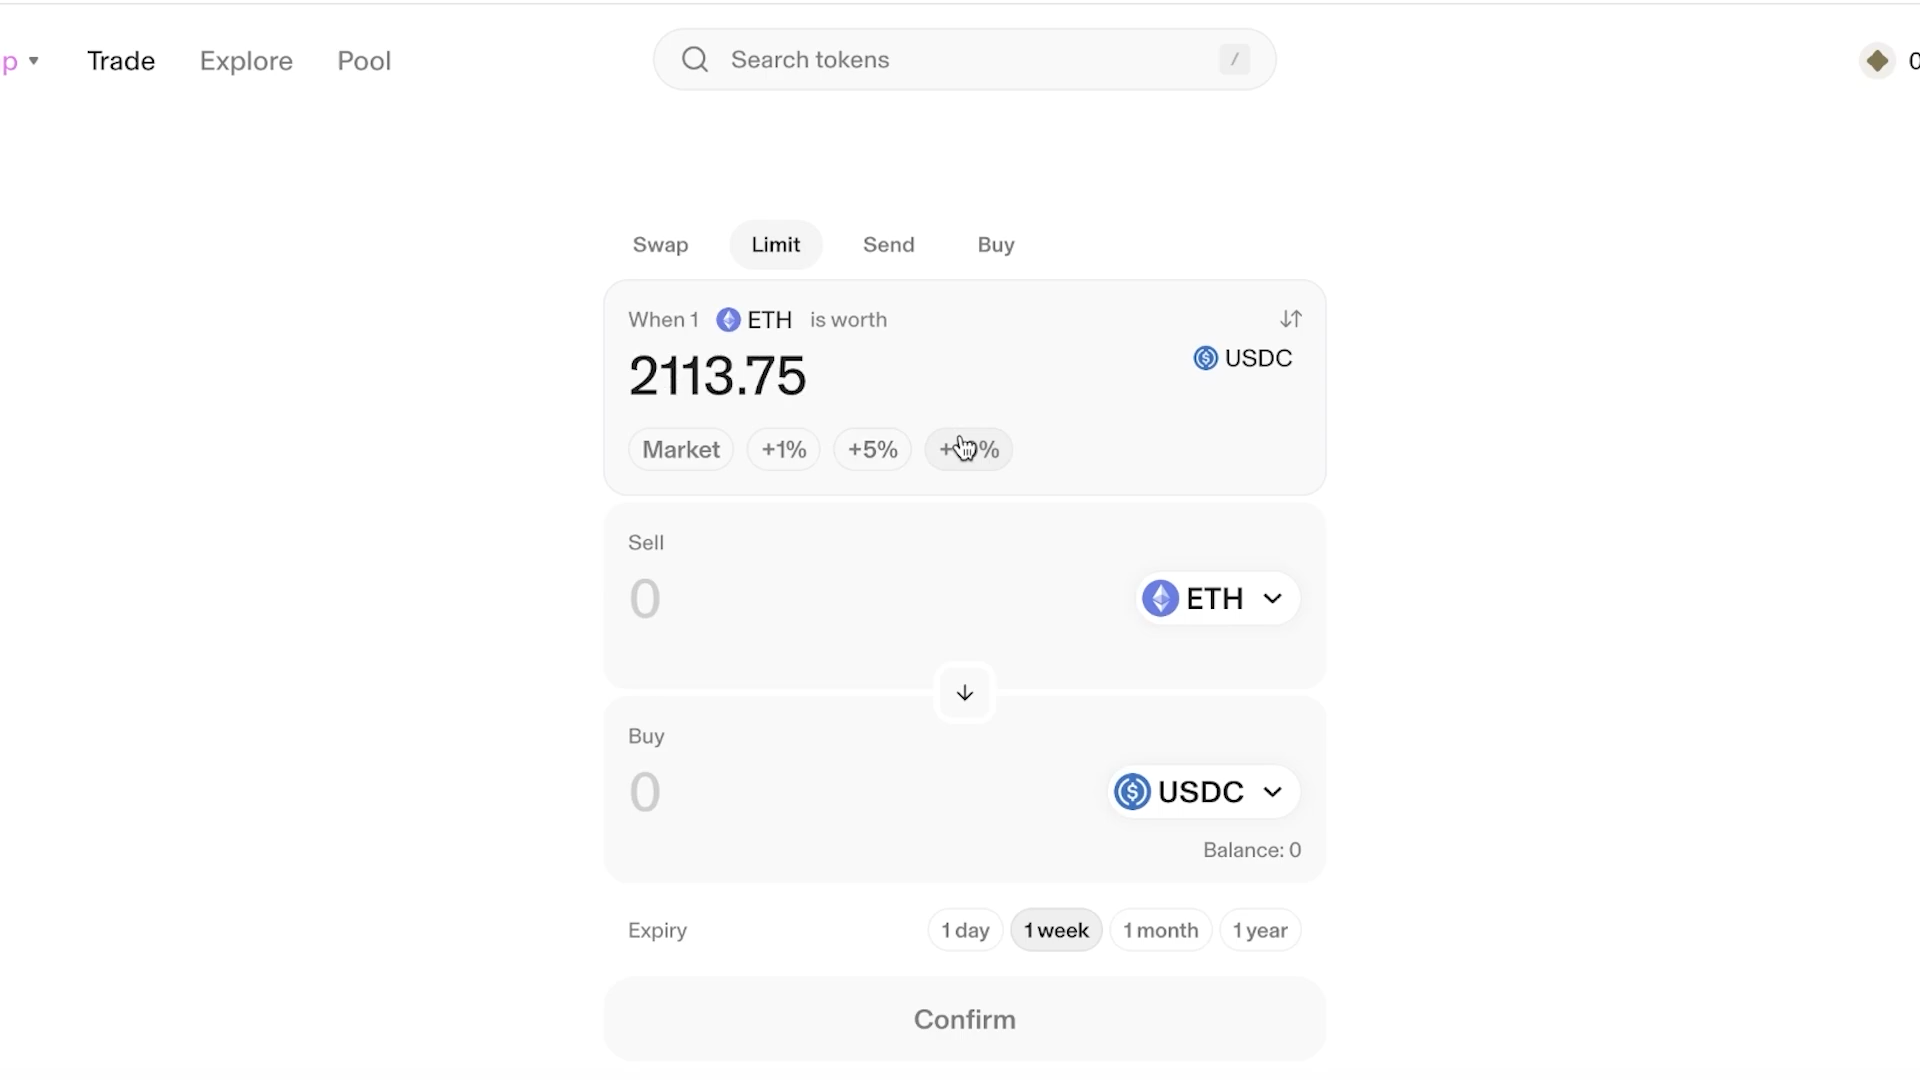 p Trade Explore Pool Search tokens / 0
Swap Limit Send Buy
When 1 ETH is worth
2113.75 USDC
Market +1% +5%
Sell
0 ETH
Buy
0 USDC
Balance: 0
Expiry 1 day 1 week 1 month 1 year
Confirm